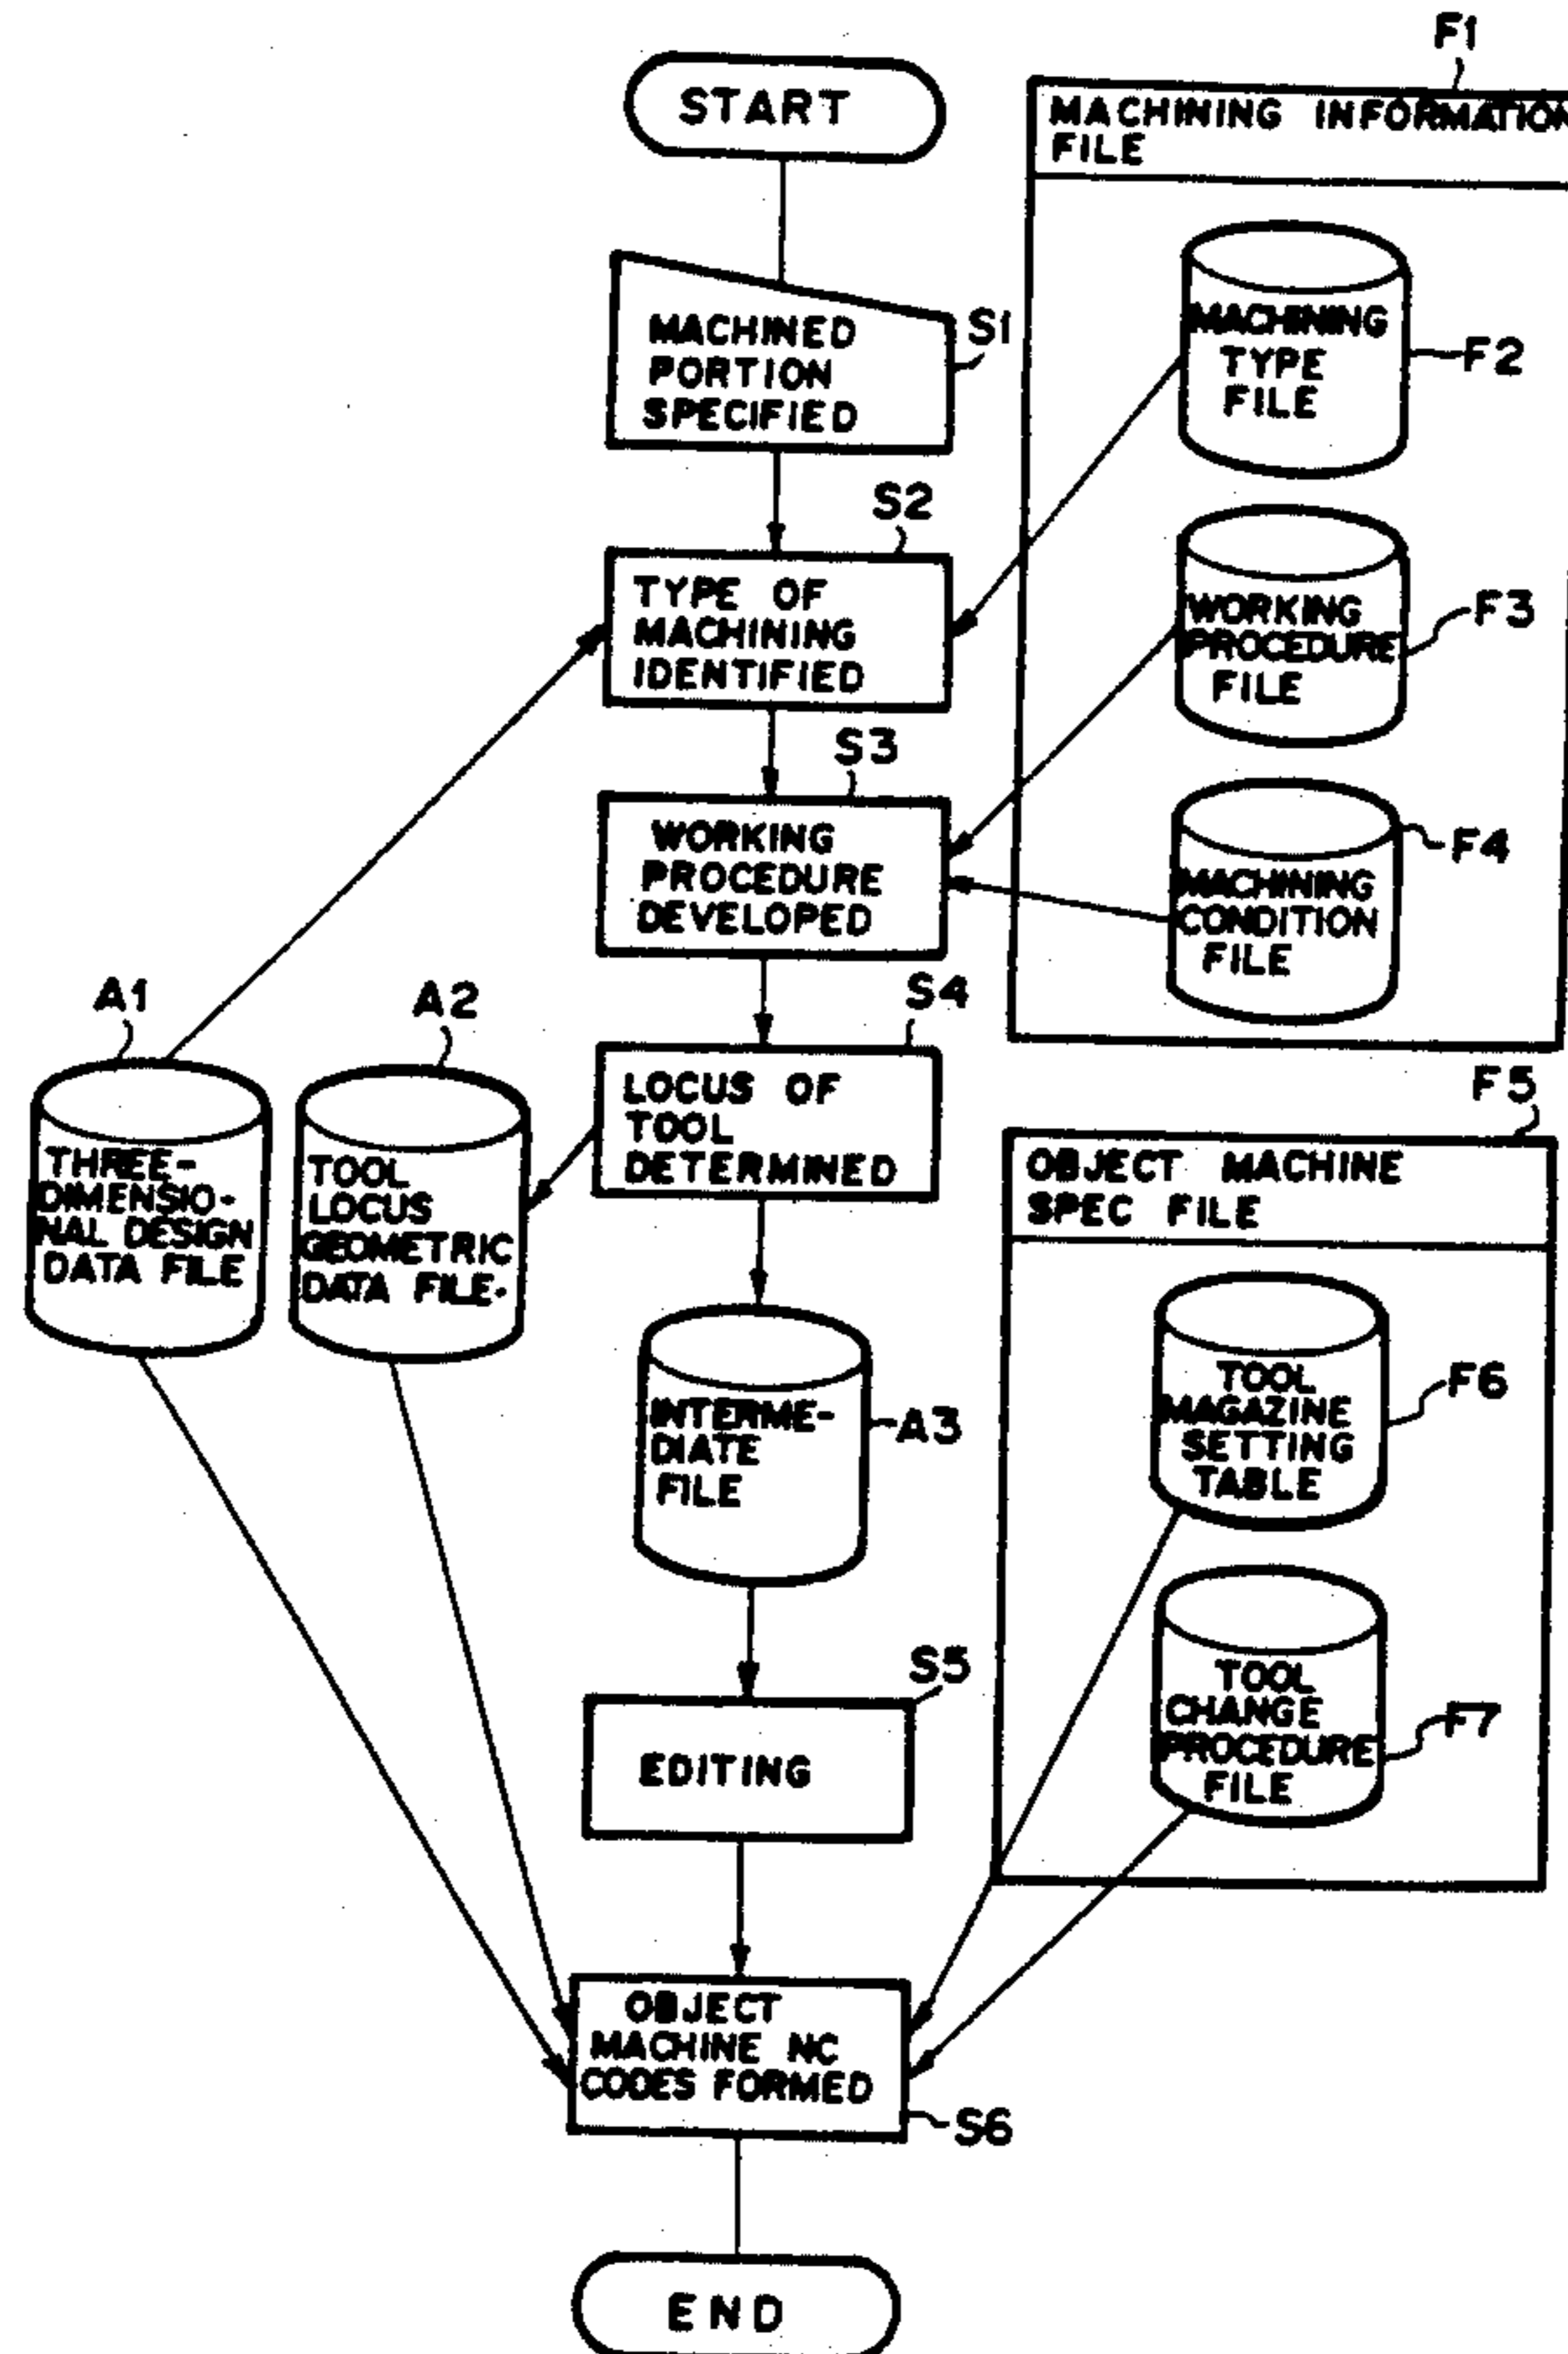 F1
START
MACHINING INFORMATION
FILE
MACHINED
PORTION
SPECIFIED
S1
MACHINING
TYPE
FILE
F2
S2
TYPE OF
MACHINING
IDENTIFIED
WORKING
PROCEDURE
FILE
F3
S3
WORKING
PROCEDURE
DEVELOPED
MACHINING
CONDITION
FILE
F4
A1
A2
S4
THREE-
DIMENSIO-
NAL DESIGN
DATA FILE
TOOL
LOCUS
GEOMETRIC
DATA FILE.
LOCUS OF
TOOL
DETERMINED
F5
OBJECT MACHINE
SPEC FILE
INTERME-
DIATE
FILE
A3
TOOL
MAGAZINE
SETTING
TABLE
F6
S5
EDITING
TOOL
CHANGE
PROCEDURE
FILE
F7
OBJECT
MACHINE NC
CODES FORMED
S6
END